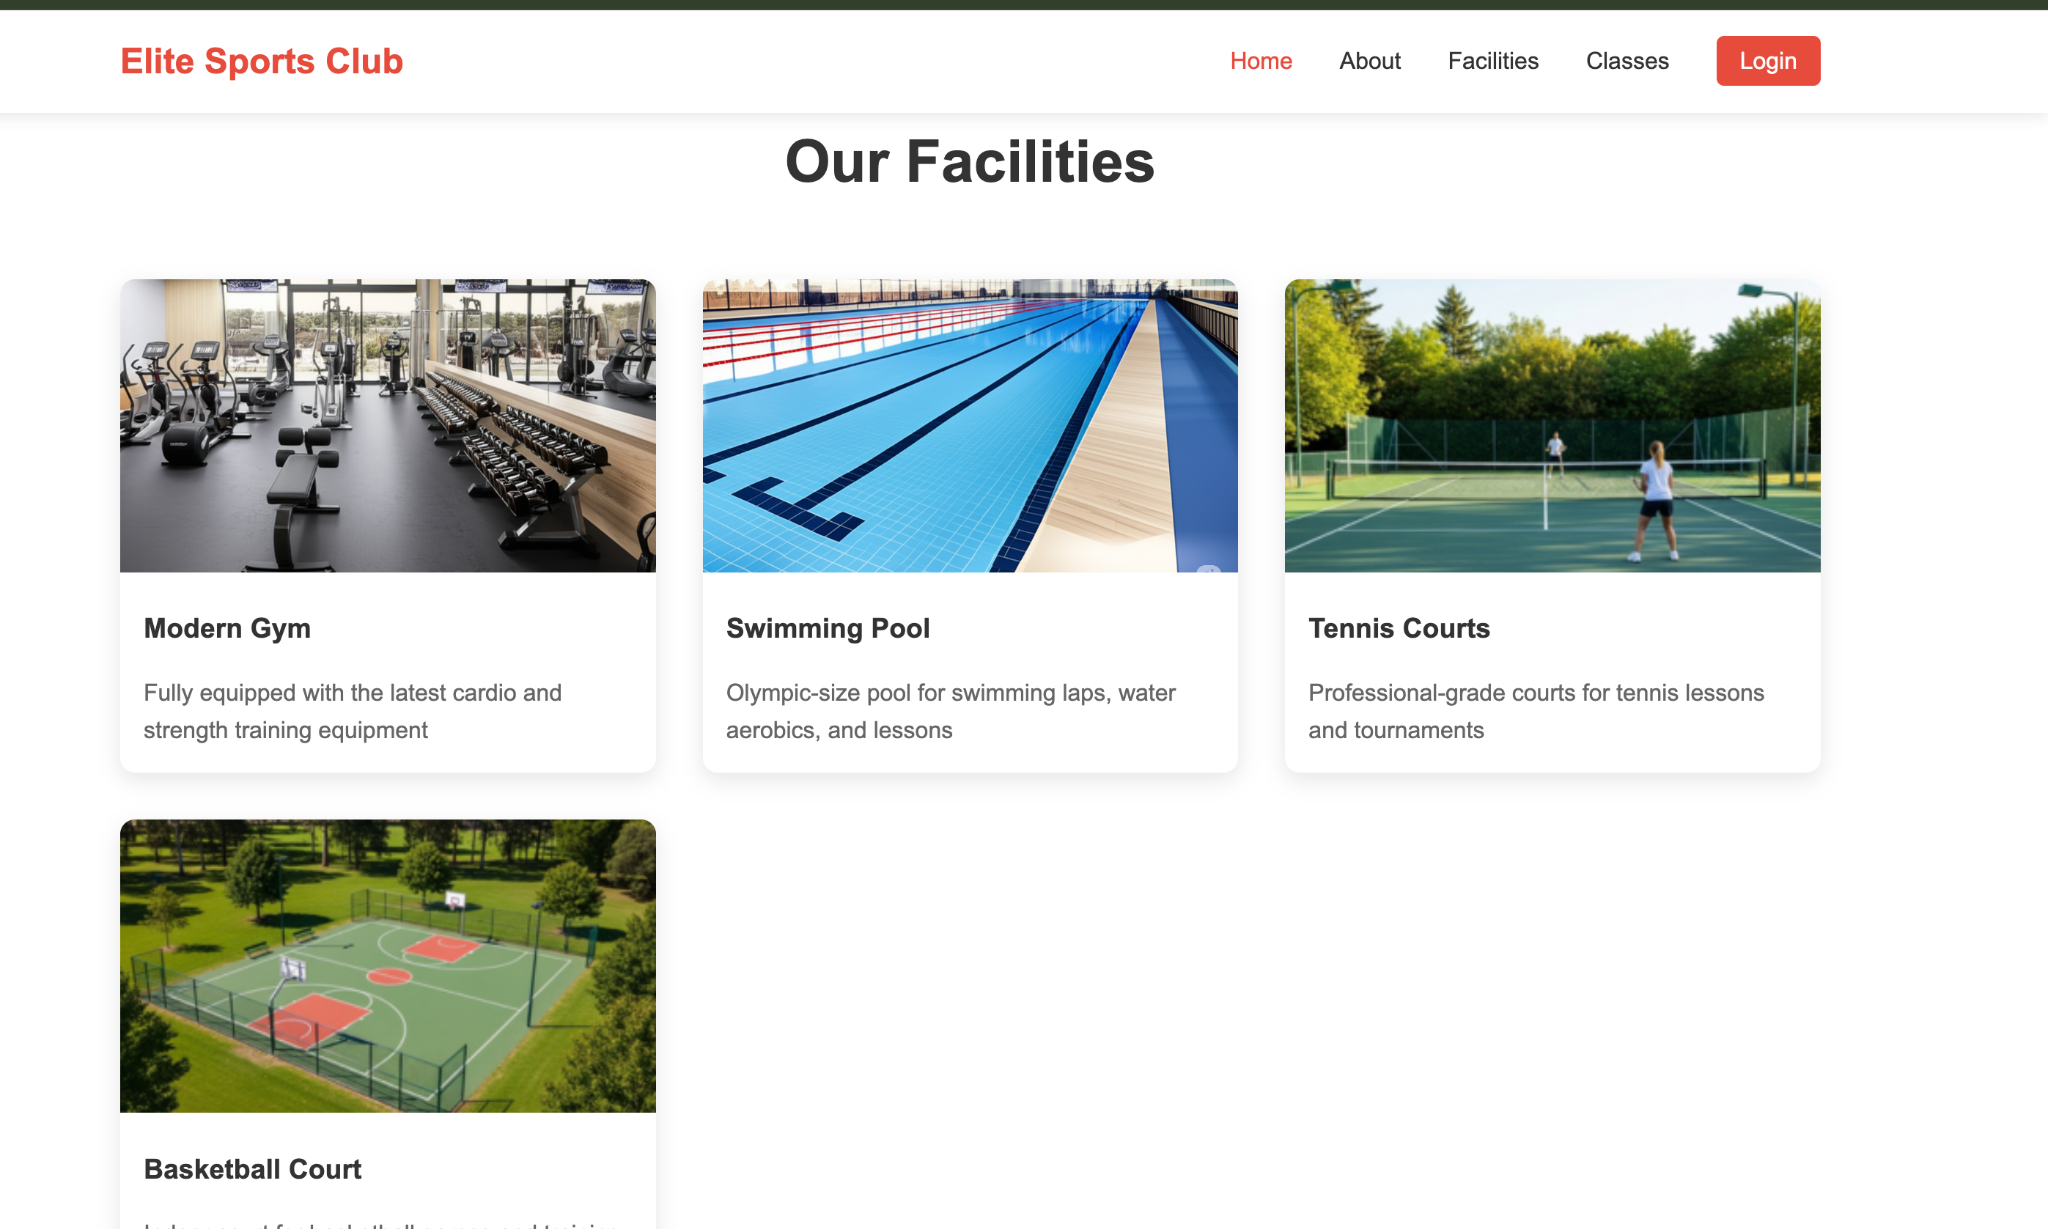 Elite Sports Club
Home About Facilities Classes Login
Our Facilities
Modern Gym
Fully equipped with the latest cardio and
strength training equipment
Swimming Pool
Olympic-size pool for swimming laps, water
aerobics, and lessons
Tennis Courts
Professional-grade courts for tennis lessons
and tournaments
Basketball Court